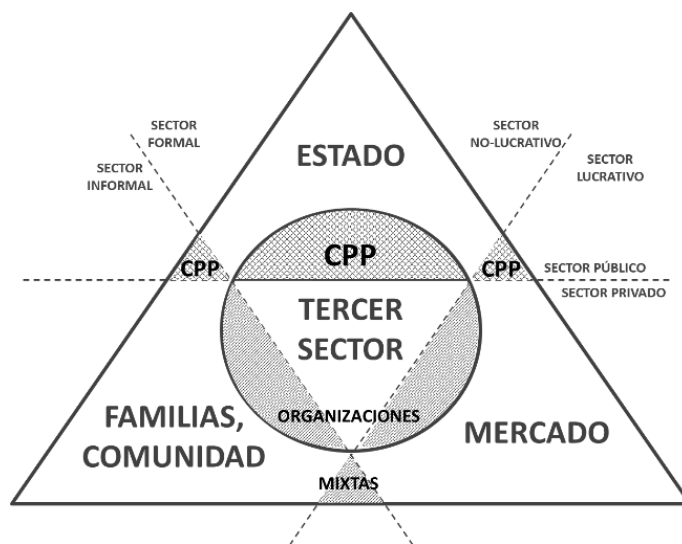 SECTOR
FORMAL
SECTOR
INFORMAL
ESTADO
SECTOR
NO-LUCRATIVO
SECTOR
LUCRATIVO
CPP
CPP
CPP
SECTOR PÚBLICO
SECTOR PRIVADO
TERCER
SECTOR
FAMILIAS,
COMUNIDAD
ORGANIZACIONES
MERCADO
MIXTAS